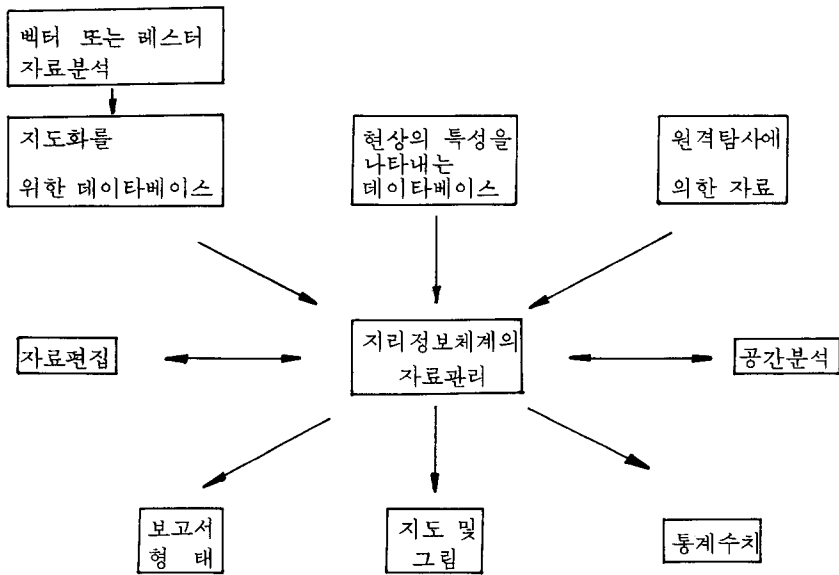 벡터 또는 레스터
자료분석
지도화를
위한 데이타베이스
현상의 특성을
나타내는
데이타베이스
원격탐사에
의한 자료
자료편집
지리정보체계의
자료관리
공간분석
보고서
형 태
지도 및
그림
통계수치